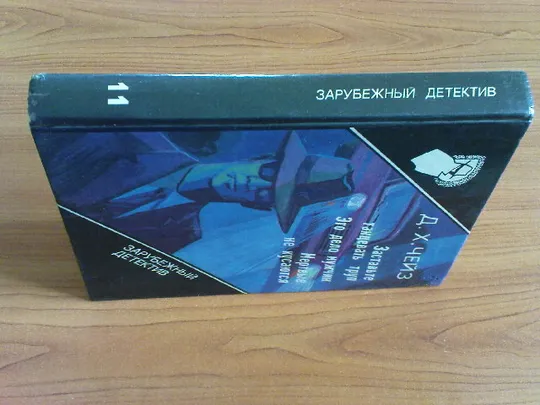 11
ЗАРУБЕЖНЫЙ ДЕТЕКТИВ
Д. Х. ЧЕЙЗ
Заставьте
танцевать труп
Это дело мужчин
Мертвые
не кусаются
ЗАРУБЕЖНЫЙ
ДЕТЕКТИВ